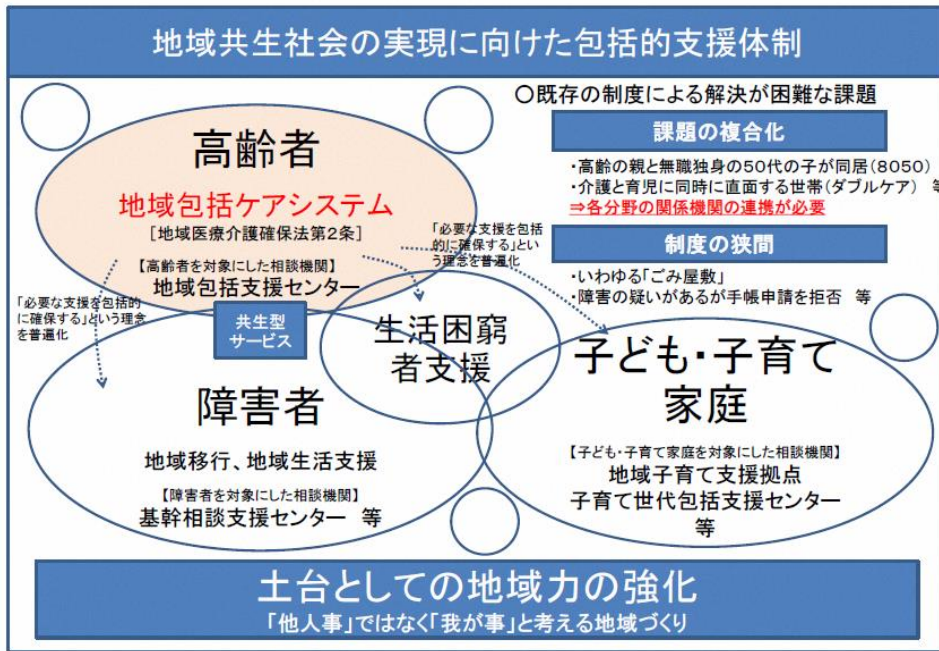 地域共生社会の実現に向けた包括的支援体制
高齢者
地域包括ケアシステム
[地域医療介護確保法第2条]
【高齢者を対象にした相談機関】
地域包括支援センター
「必要な支援を包括的
に確保する」という理念
を普遍化
「必要な支援を包括
的に確保する」とい
う理念を普遍化
共生型
サービス
生活困窮
者支援
障害者
地域移行、地域生活支援
【障害者を対象にした相談機関】
基幹相談支援センター 等
○既存の制度による解決が困難な課題
課題の複合化
・高齢の親と無職独身の50代の子が同居(8050)
・介護と育児に同時に直面する世帯(ダブルケア) 等
⇒各分野の関係機関の連携が必要
制度の狭間
・いわゆる「ごみ屋敷」
・障害の疑いがあるが手帳申請を拒否 等
子ども・子育て
家庭
【子ども・子育て家庭を対象にした相談機関】
地域子育て支援拠点
子育て世代包括支援センター
等
土台としての地域力の強化
「他人事」ではなく「我が事」と考える地域づくり